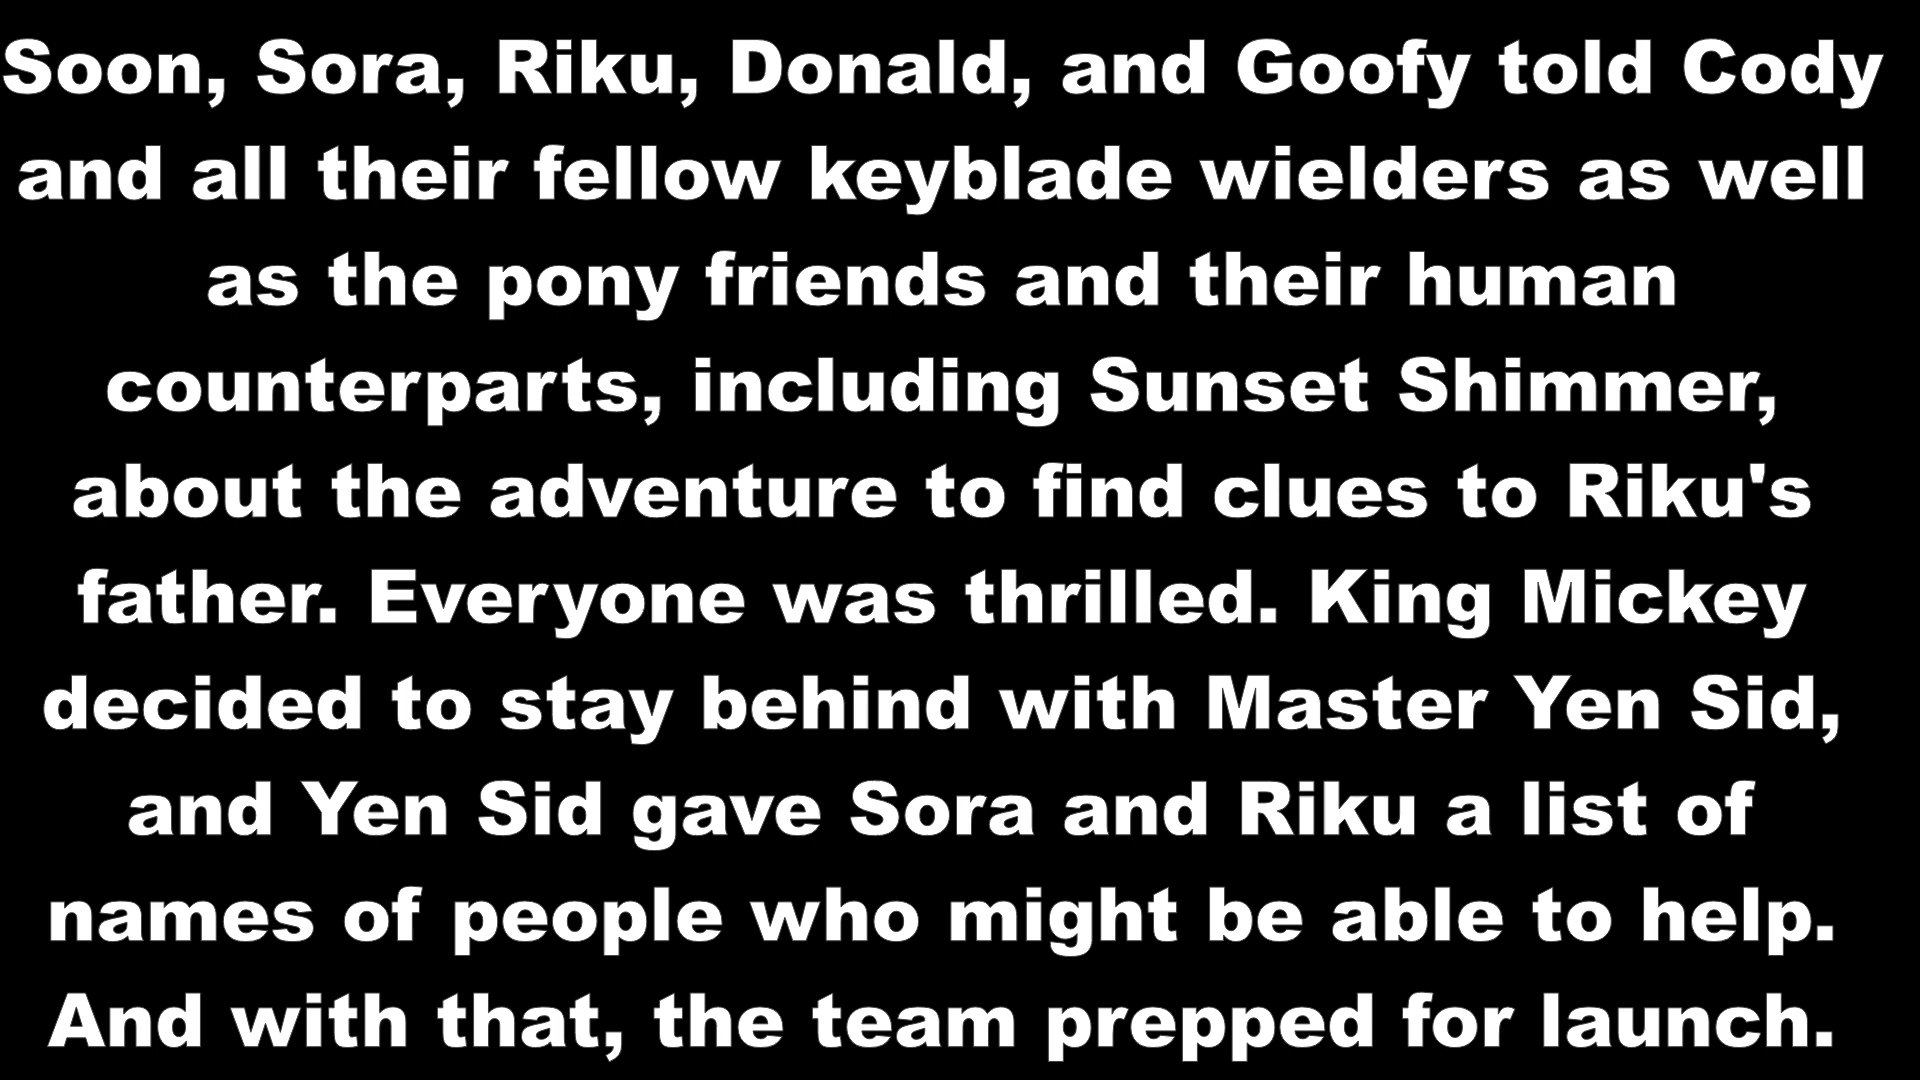 Soon, Sora, Riku, Donald, and Goofy told Cody
and all their fellow keyblade wielders as well
as the pony friends and their human
counterparts, including Sunset Shimmer,
about the adventure to find clues to Riku's
father. Everyone was thrilled. King Mickey
decided to stay behind with Master Yen Sid,
and Yen Sid gave Sora and Riku a list of
names of people who might be able to help.
And with that, the team prepped for launch.